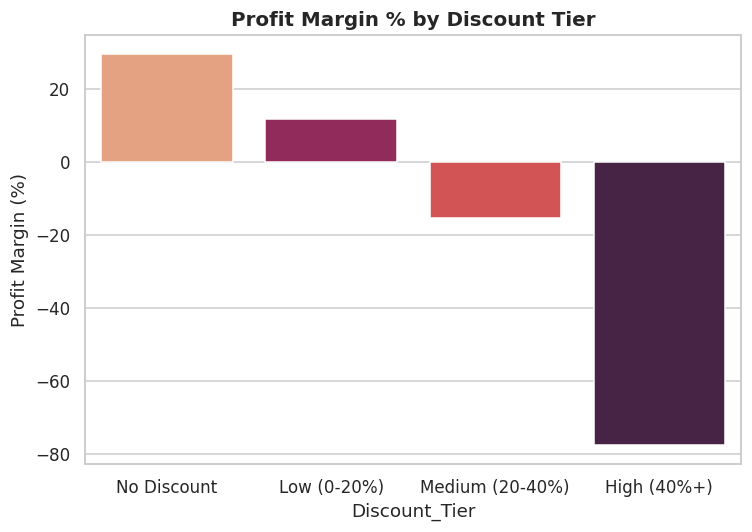 Profit Margin % by Discount Tier
Profit Margin (%)
20
0
−20
−40
−60
−80
No Discount
Low (0-20%)
Medium (20-40%)
High (40%+)
Discount_Tier